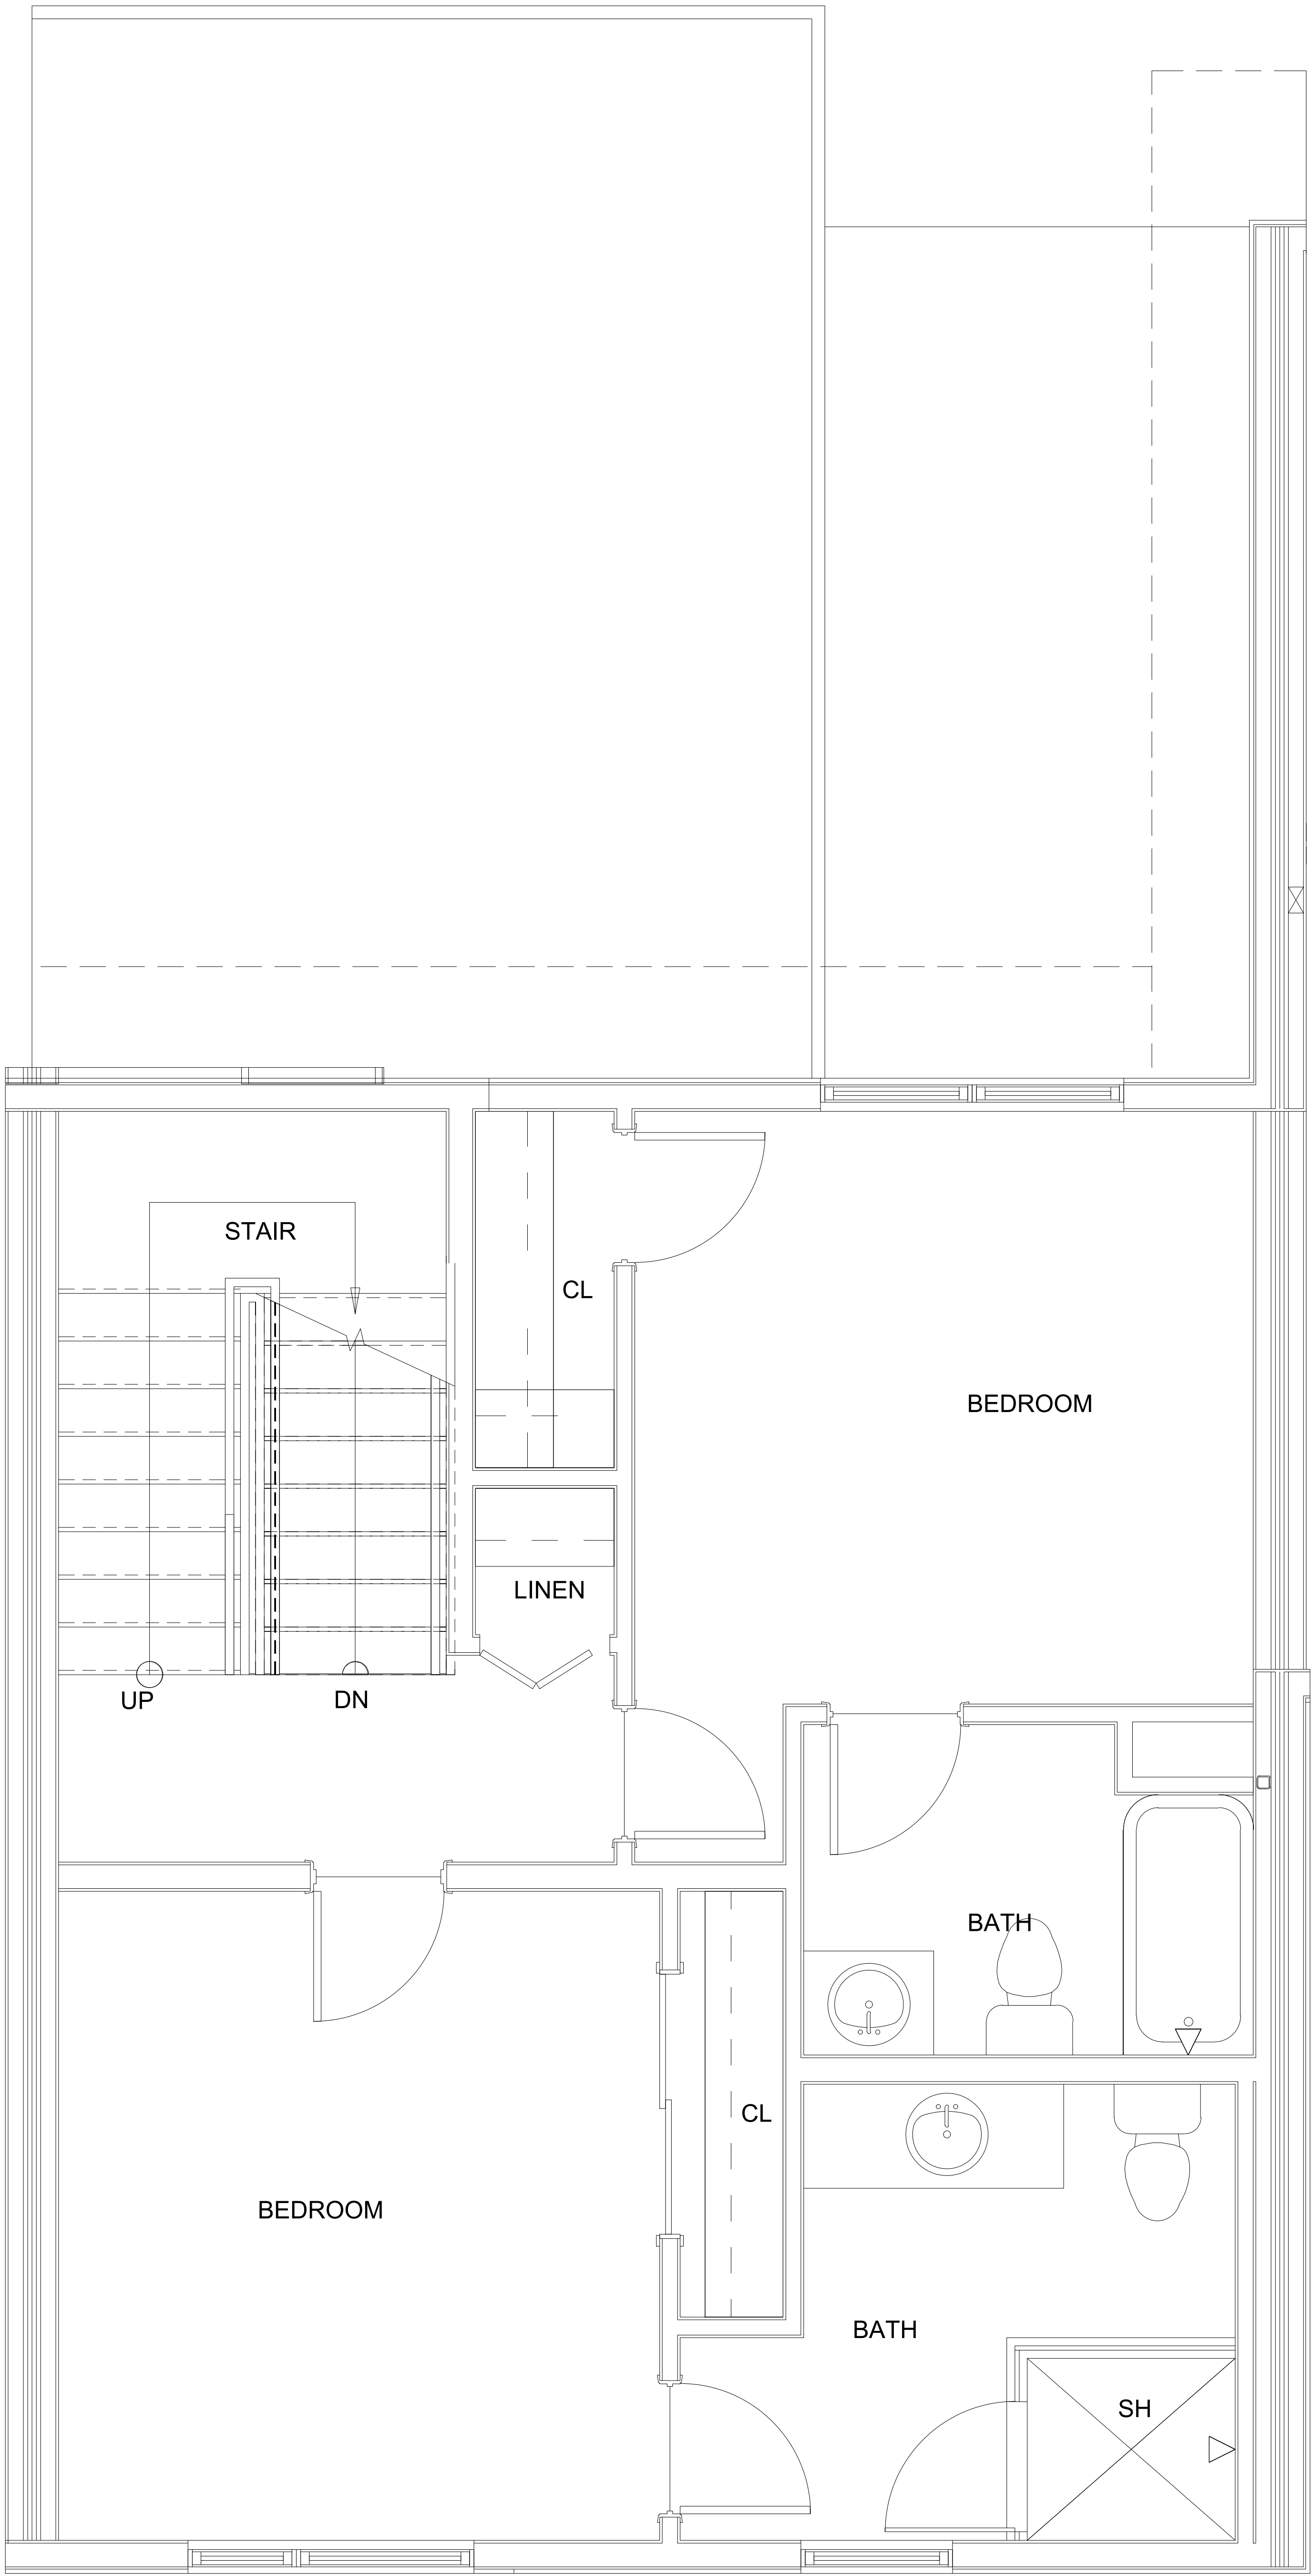 STAIR
CL
BEDROOM
LINEN
UP
DN
BATH
CL
BEDROOM
BATH
SH